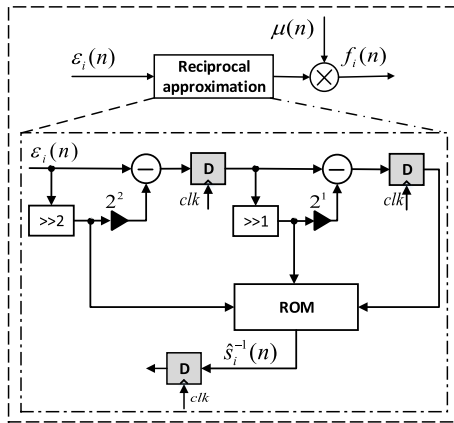 μ(n)
ε_i(n)
Reciprocal
approximation
f_i(n)
ε_i(n)
D
D
clk
clk
>>2
2^2
>>1
2^1
ROM
ŝ_i^{-1}(n)
D
clk